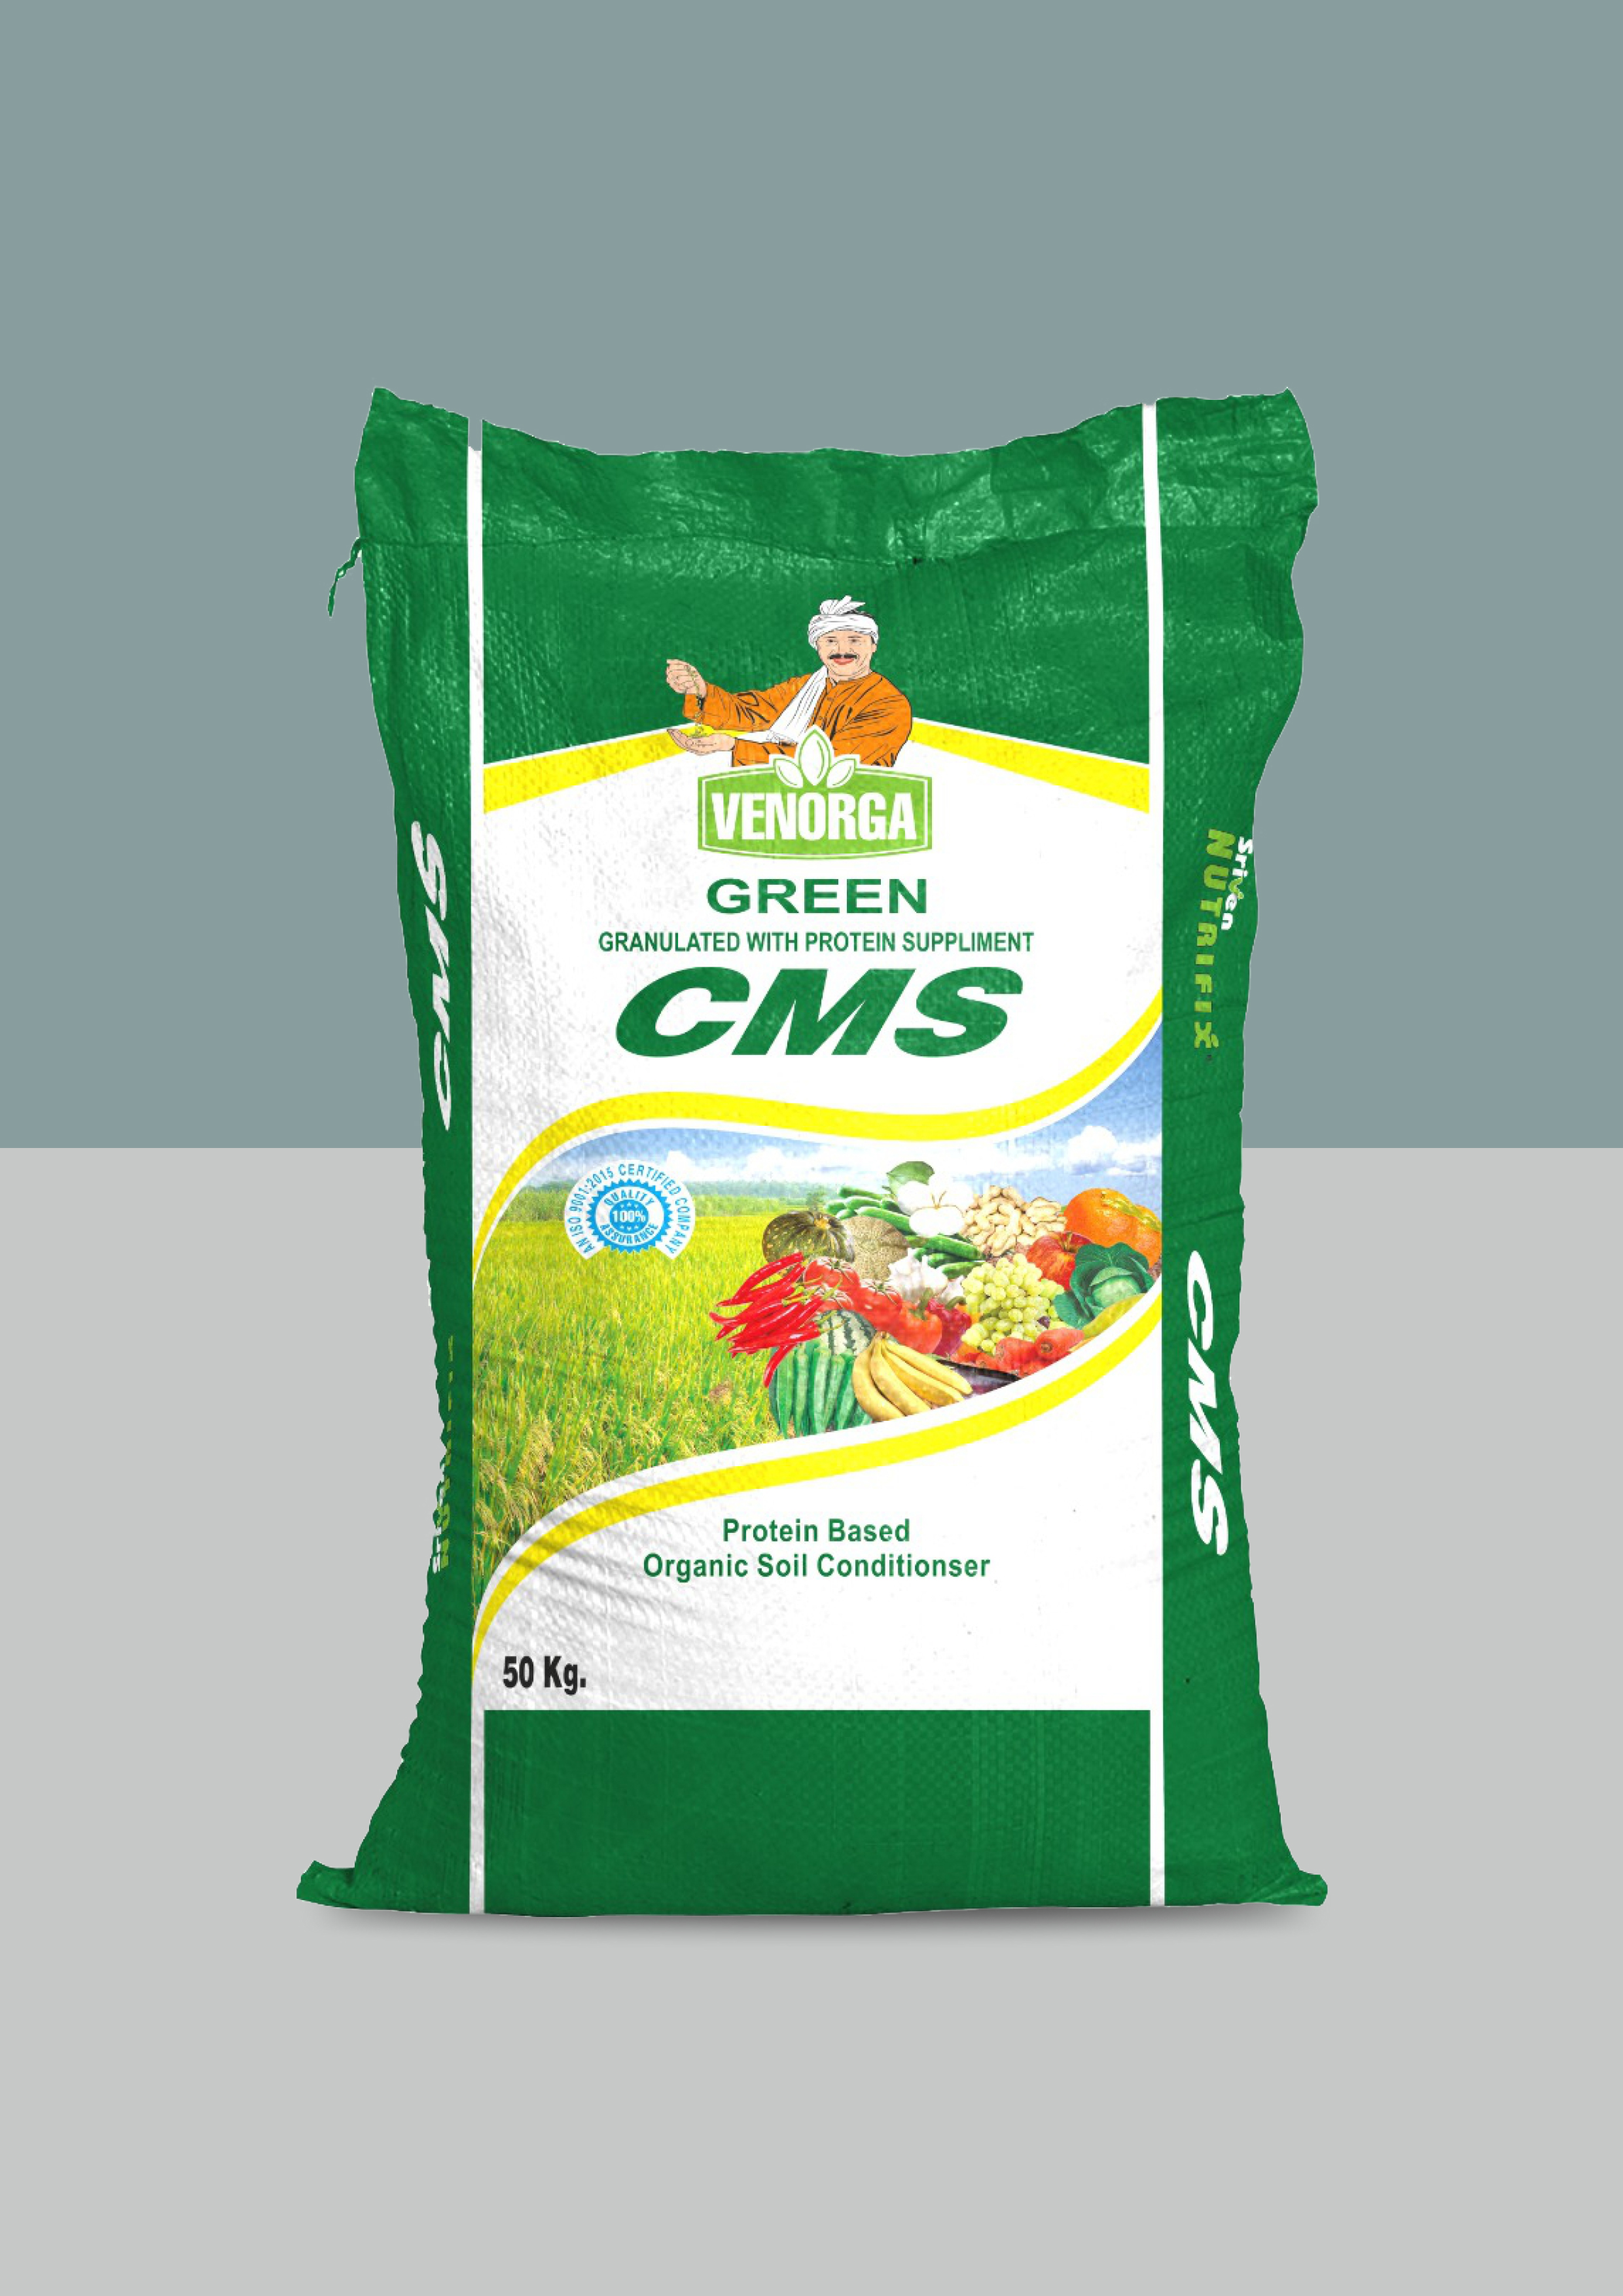 VENORGA
GREEN
GRANULATED WITH PROTEIN SUPPLIMENT
CMS
AN ISO 9001:2015 CERTIFIED COMPANY
QUALITY
100%
ASSURANCE
Protein Based
Organic Soil Conditionser
50 Kg.
CMS
Sriven
NUTRIFIX
CMS